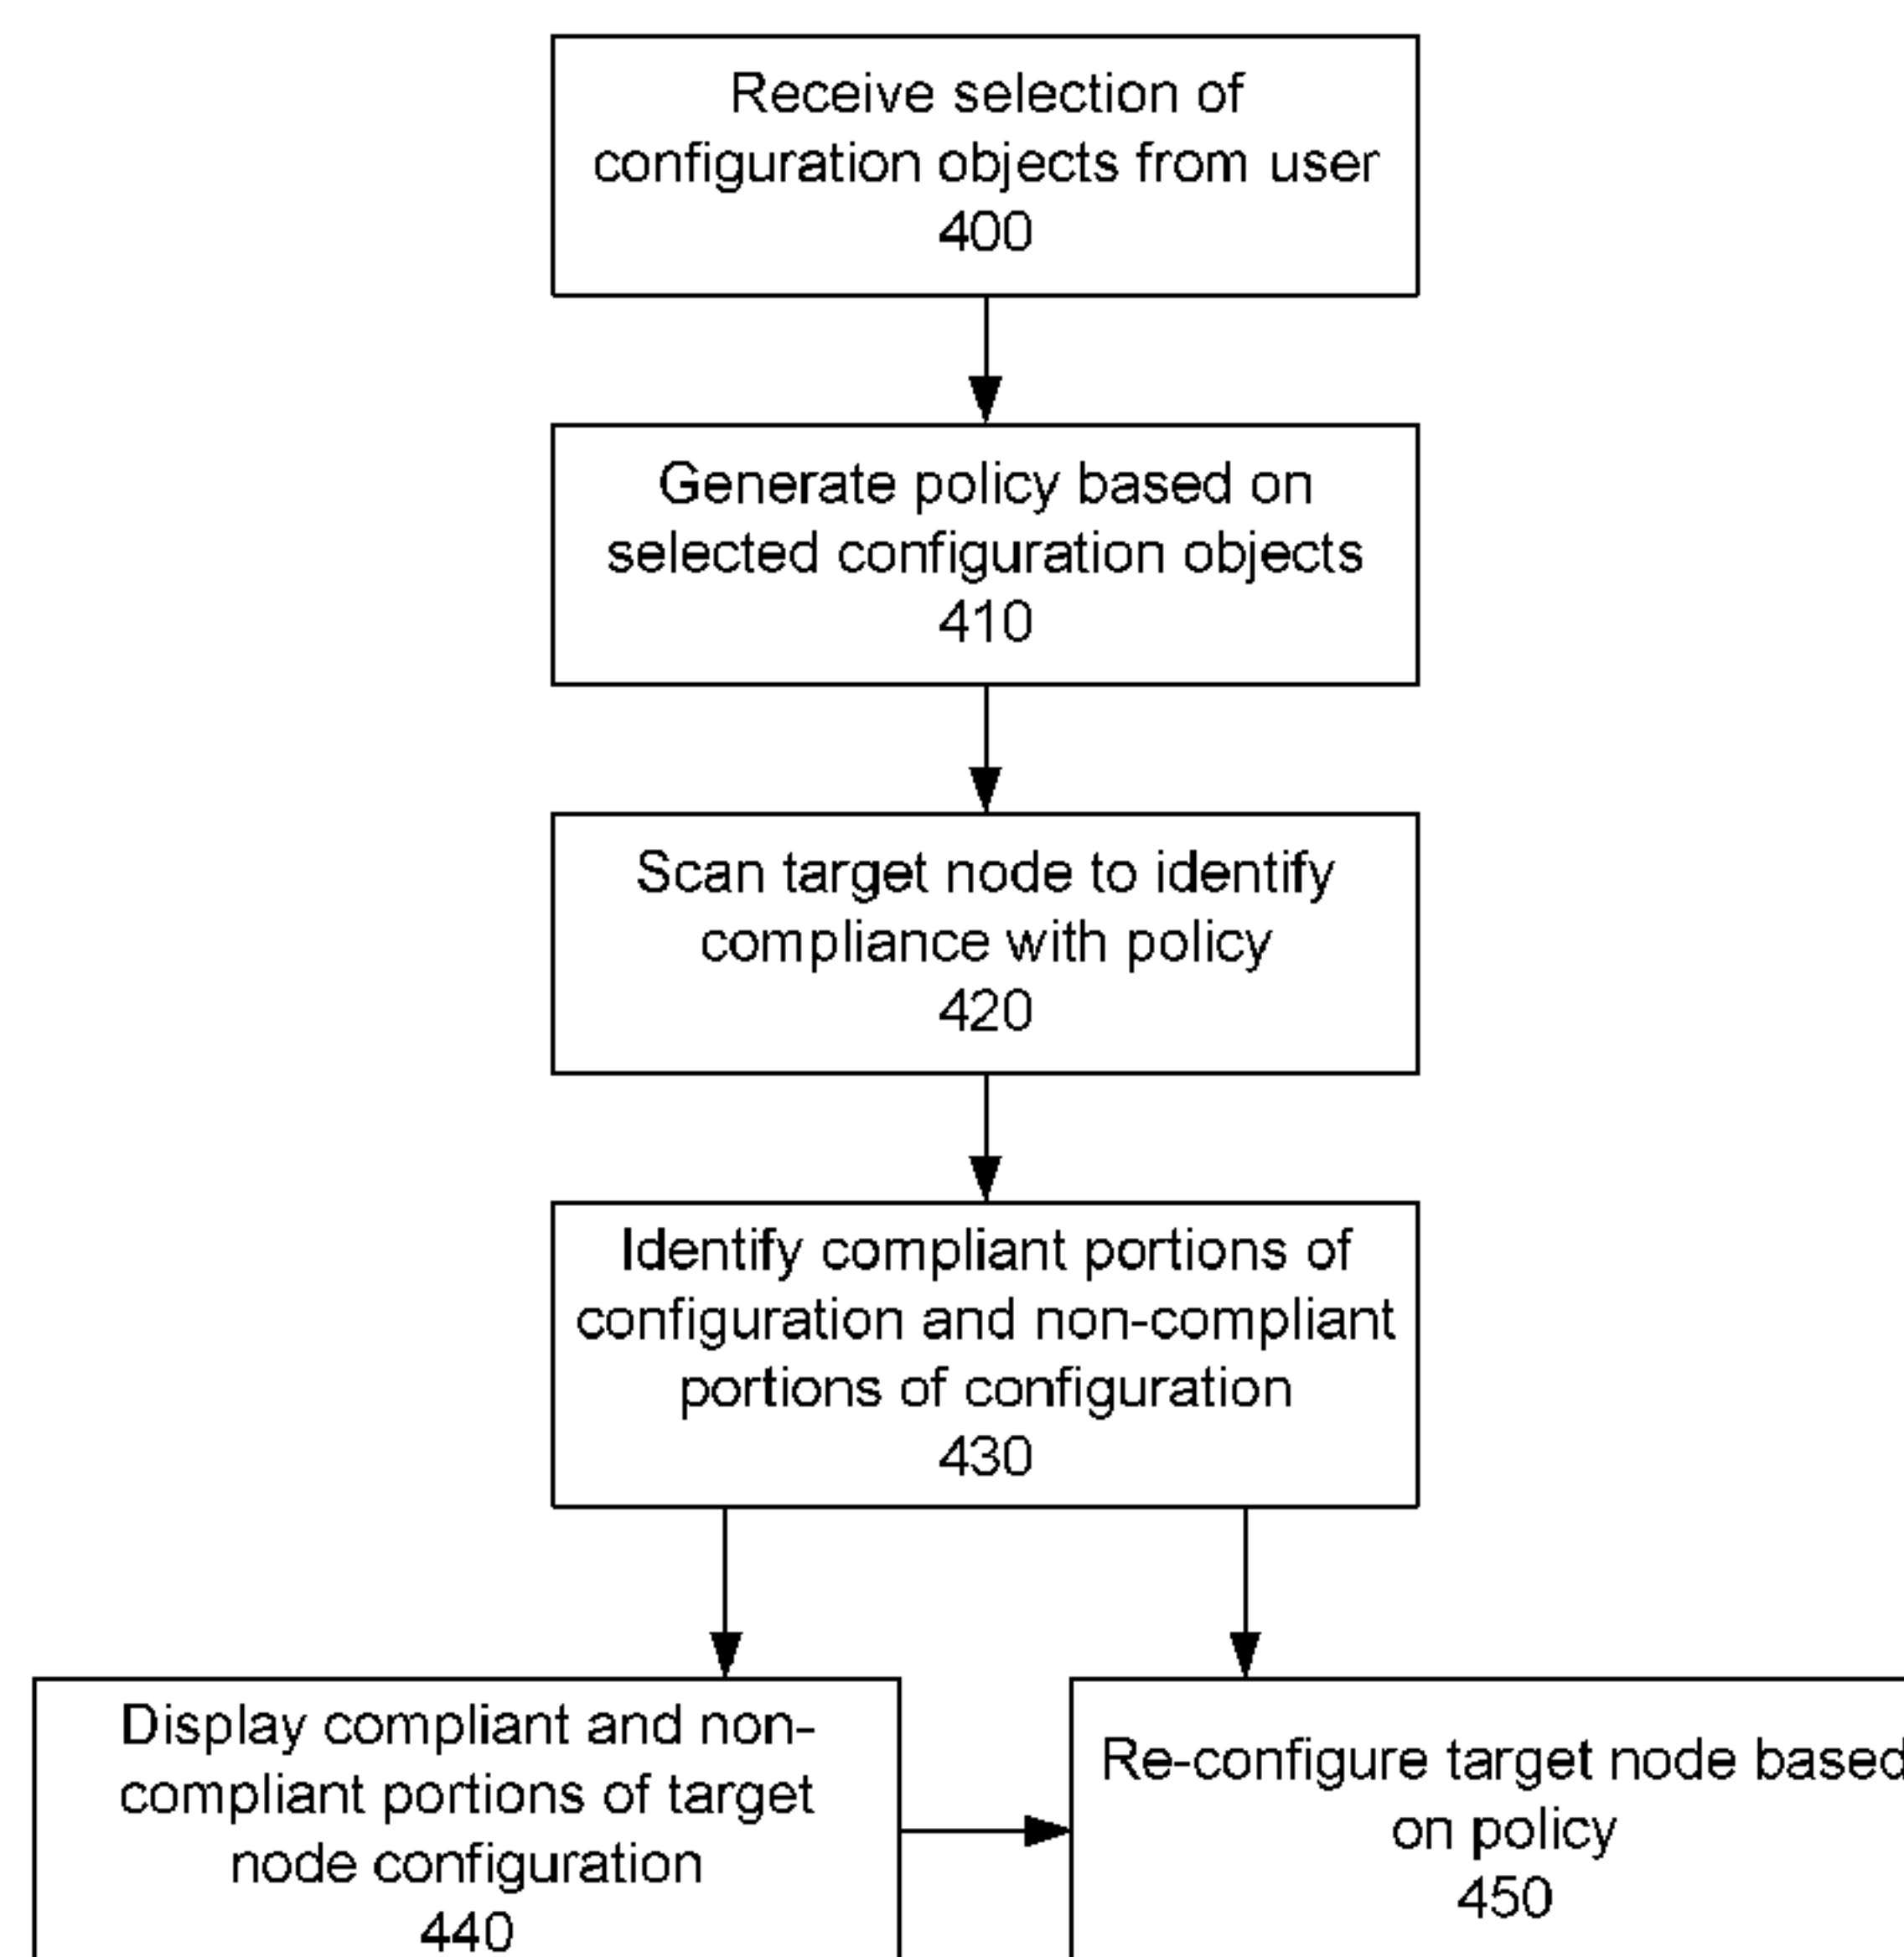 Receive selection of
configuration objects from user
400
Generate policy based on
selected configuration objects
410
Scan target node to identify
compliance with policy
420
Identify compliant portions of
configuration and non-compliant
portions of configuration
430
Display compliant and non-
compliant portions of target
node configuration
440
Re-configure target node based
on policy
450